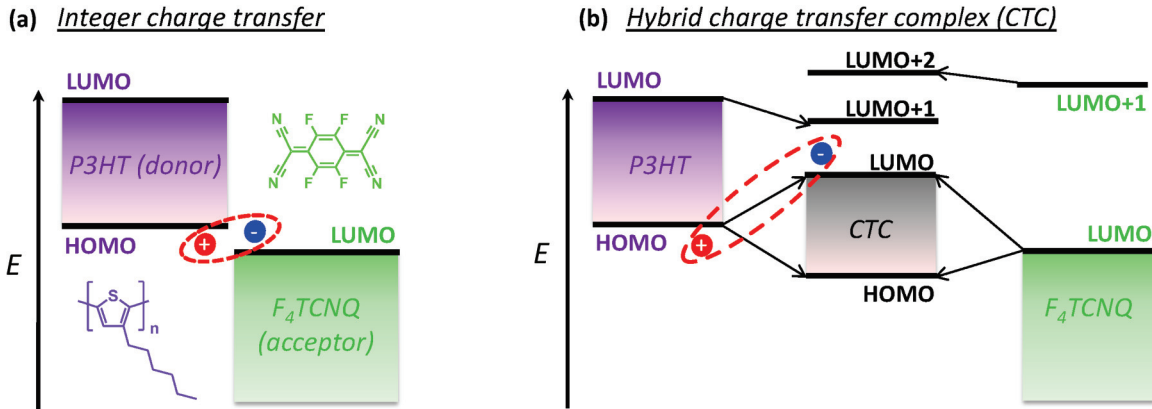 (a) Integer charge transfer
LUMO
P3HT (donor)
HOMO
E
N
N
N
N
F
F
F
F
+
-
LUMO
F₄TCNQ
(acceptor)
S
n
(b) Hybrid charge transfer complex (CTC)
LUMO
P3HT
HOMO
E
+
-
LUMO+2
LUMO+1
LUMO
CTC
HOMO
LUMO+1
LUMO
F₄TCNQ